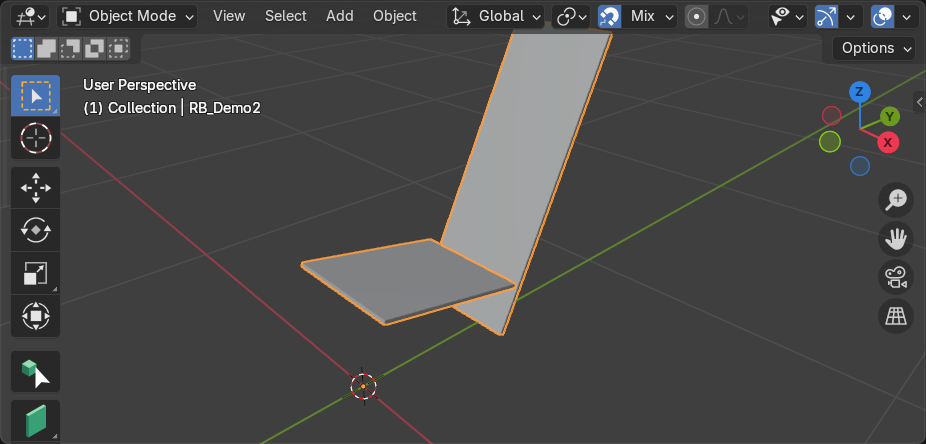 Object Mode View Select Add Object Global Mix
Options
User Perspective
(1) Collection | RB_Demo2
Z
Y
X